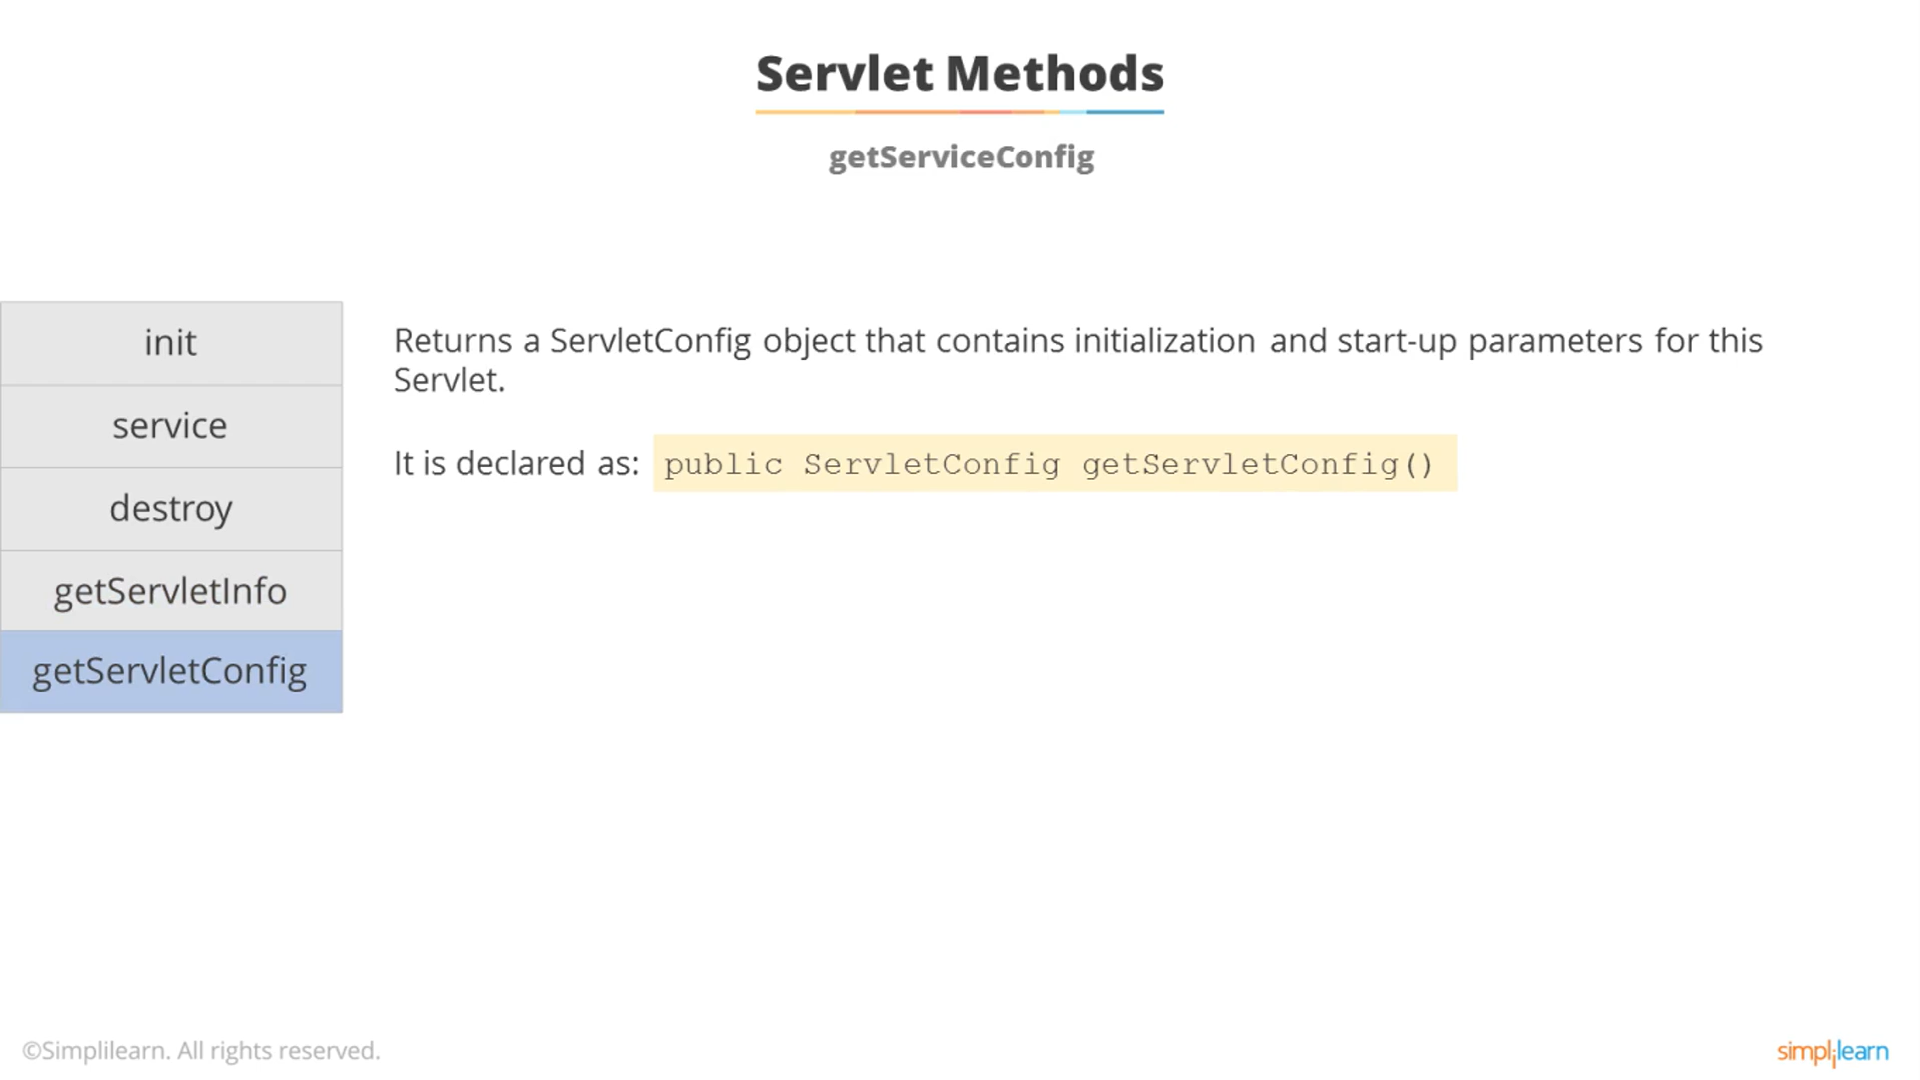 Servlet Methods
getServiceConfig
init
service
destroy
getServletInfo
getServletConfig
Returns a ServletConfig object that contains initialization and start-up parameters for this
Servlet.
It is declared as: public ServletConfig getServletConfig()
©Simplilearn. All rights reserved.
simplilearn